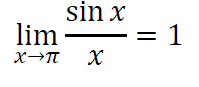 lim x→π sin x / x = 1